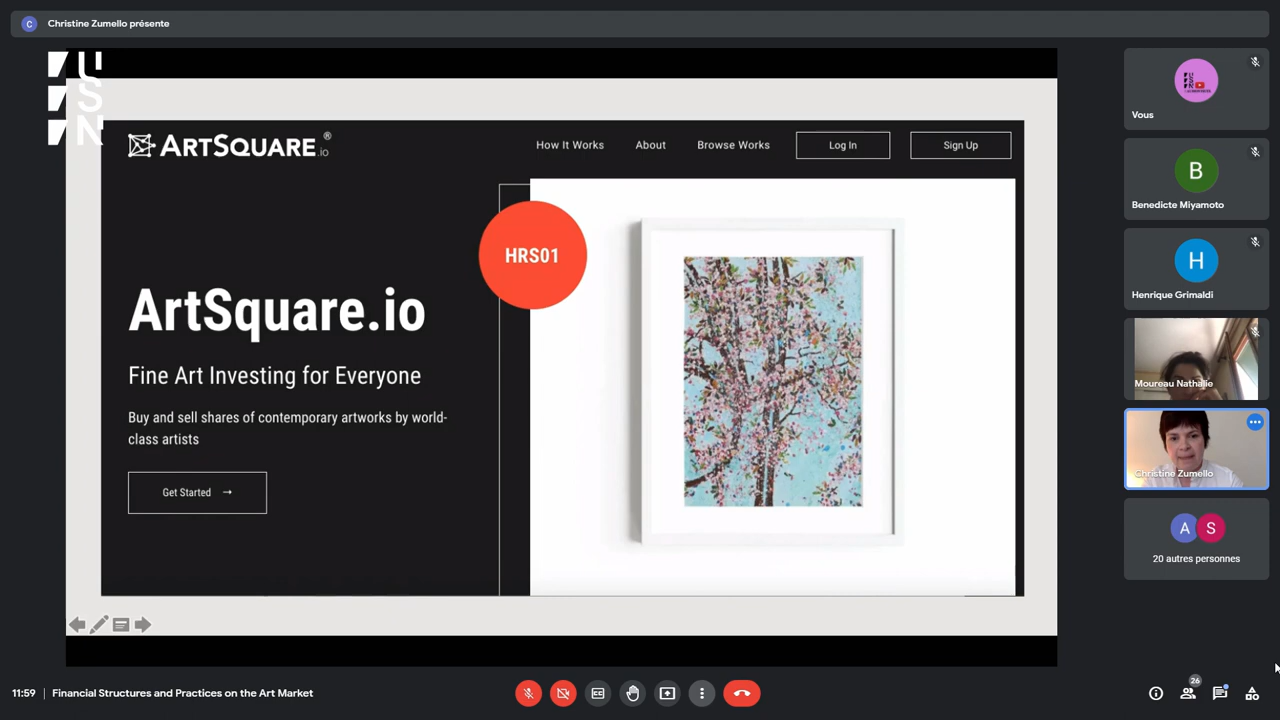 C Christine Zumello présente
USN
ARTSQUARE.io ®
How It Works About Browse Works Log In Sign Up
HRS01
ArtSquare.io
Fine Art Investing for Everyone
Buy and sell shares of contemporary artworks by world-
class artists
Get Started →
Vous
B
Benedicte Miyamoto
H
Henrique Grimaldi
Moureau Nathalie
Christine Zumello
A S
20 autres personnes
11:59 | Financial Structures and Practices on the Art Market
26